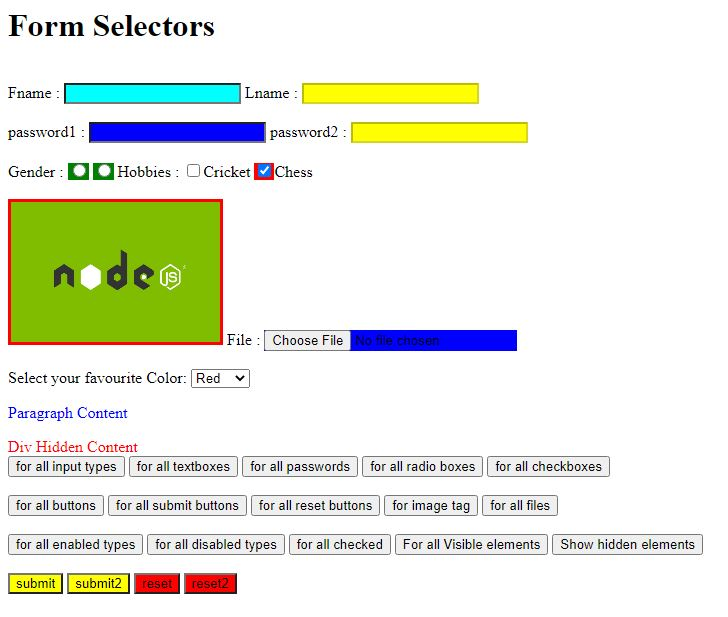 Form Selectors
Fname : Lname :
password1 : password2 :
Gender : Hobbies : Cricket Chess
node JS
File : Choose File No file chosen
Select your favourite Color: Red
Paragraph Content
Div Hidden Content
for all input types for all textboxes for all passwords for all radio boxes for all checkboxes
for all buttons for all submit buttons for all reset buttons for image tag for all files
for all enabled types for all disabled types for all checked For all Visible elements Show hidden elements
submit submit2 reset reset2